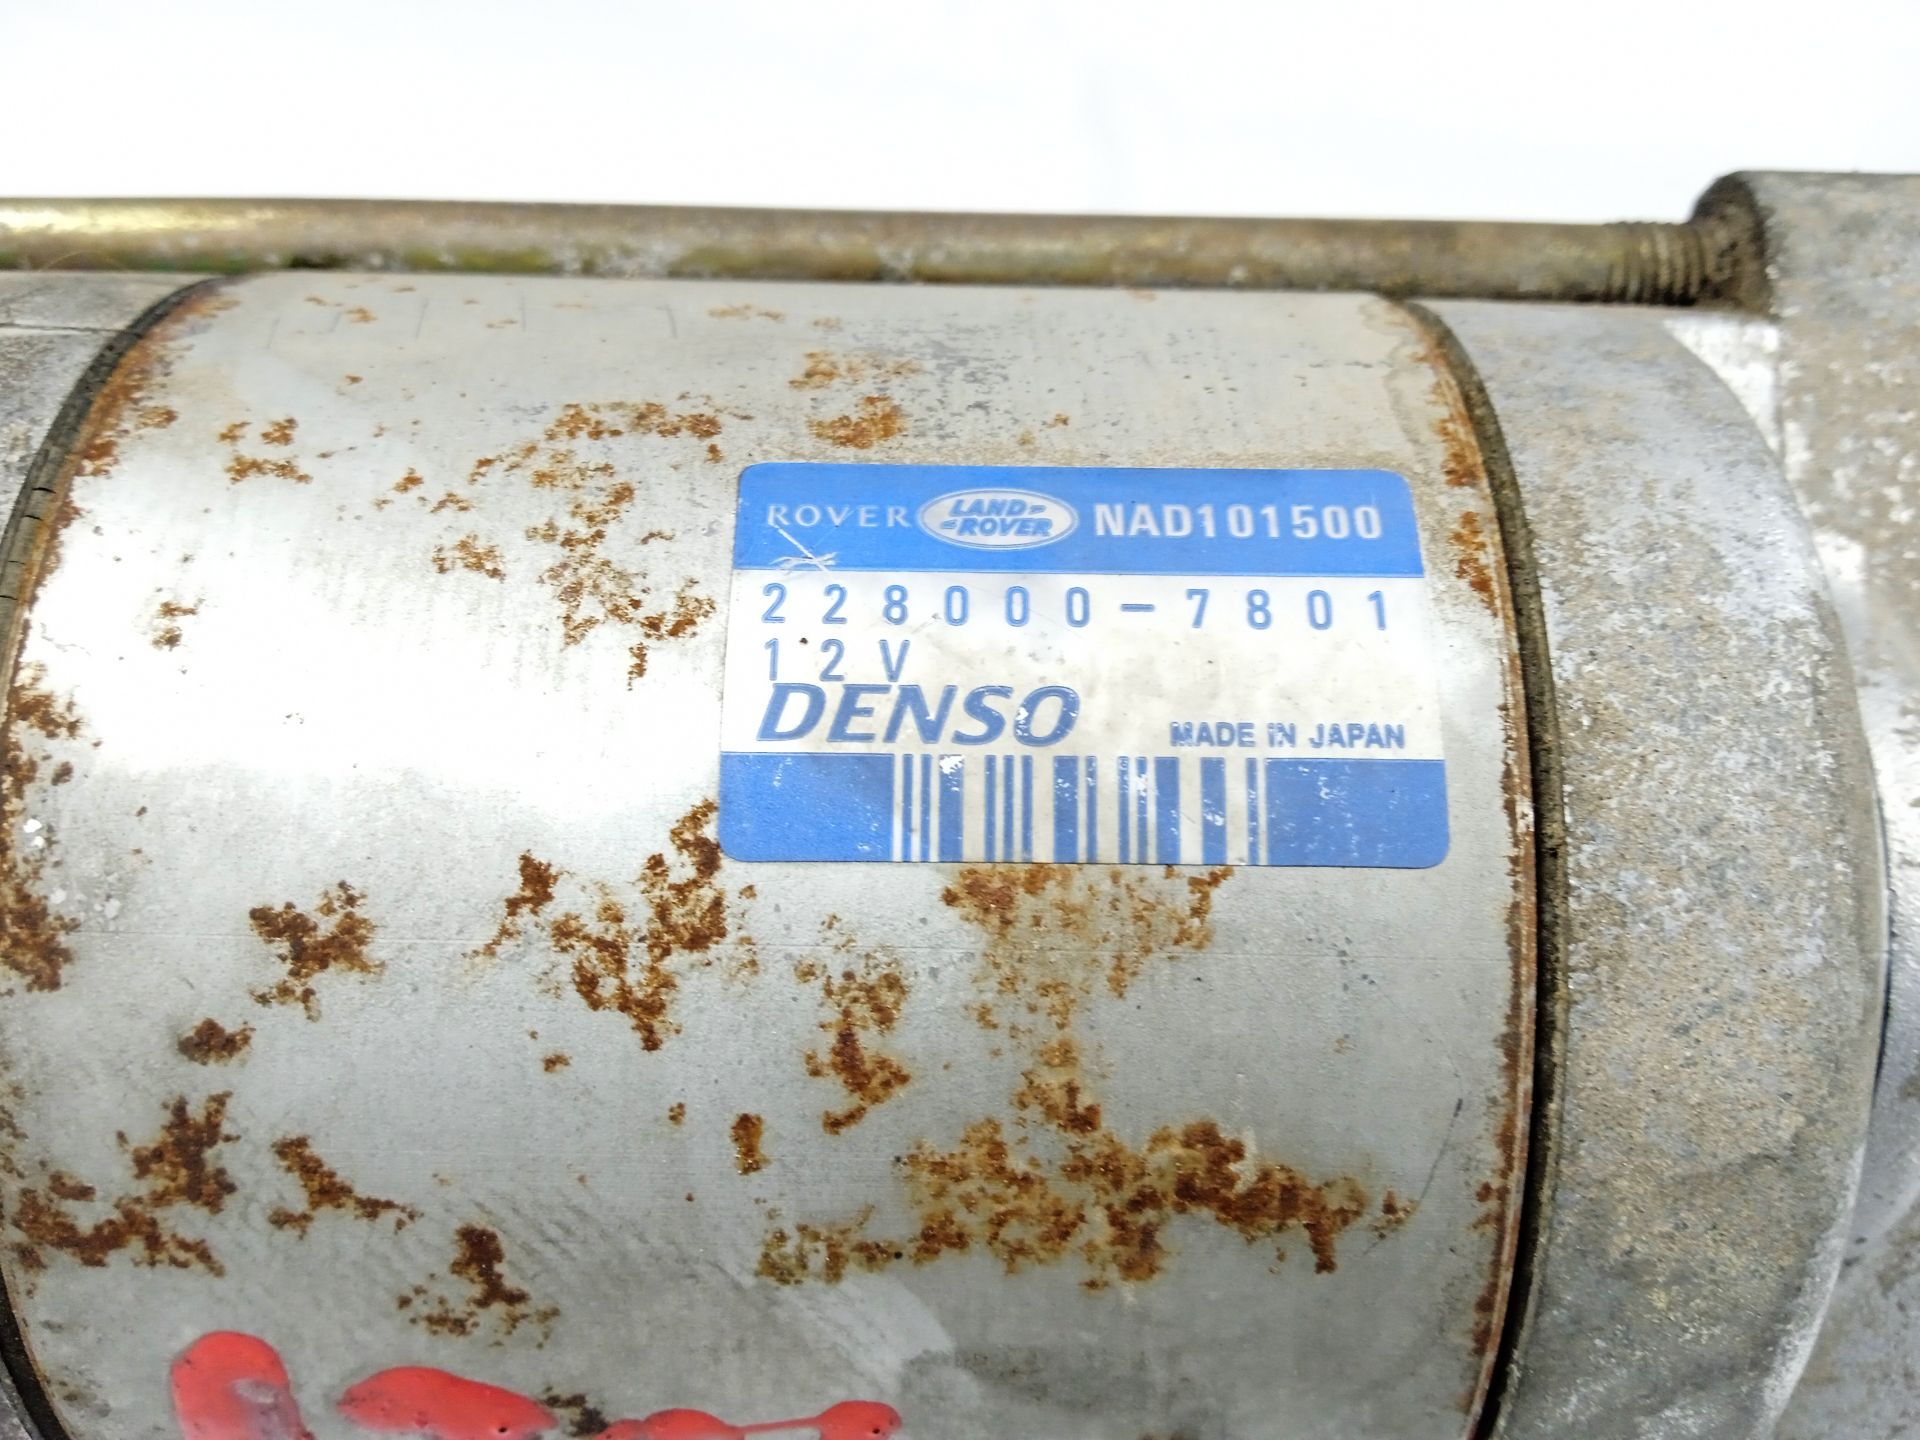 ROVER LAND ROVER NAD101500
228000-7801
12V
DENSO MADE IN JAPAN